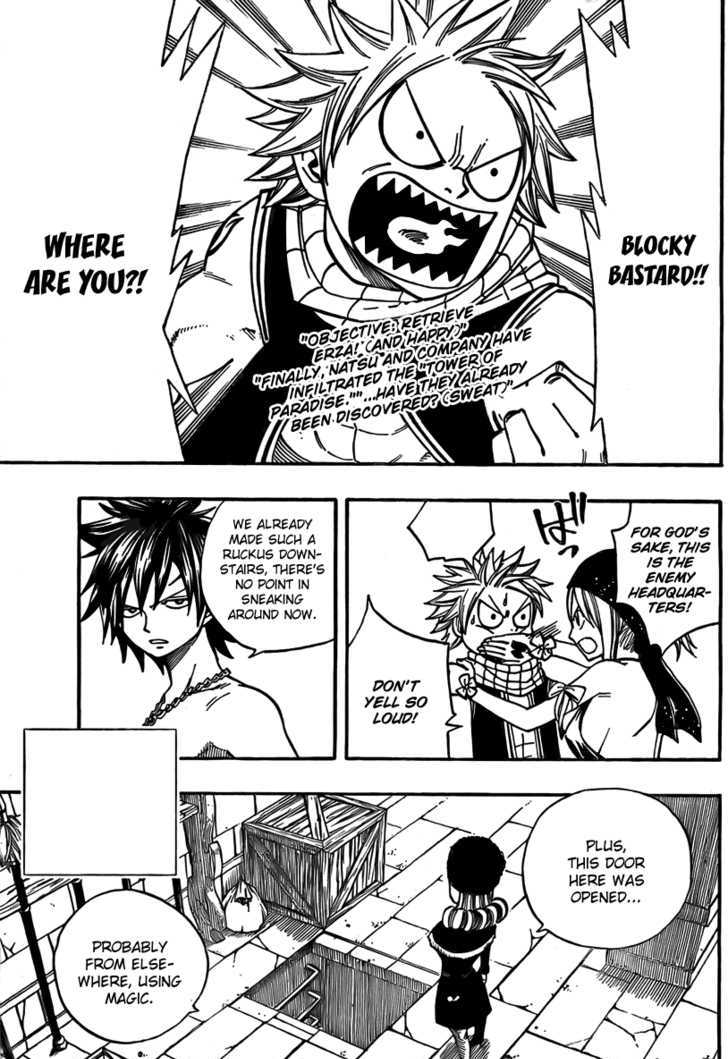 BLOCKY
BASTARD!!
WHERE
ARE YOU?!
"OBJECTIVE: RETRIEVE
ERZA! (AND HAPPY)"
"FINALLY, NATSU AND COMPANY HAVE
INFILTRATED THE "TOWER OF
PARADISE."" ...HAVE THEY ALREADY
BEEN DISCOVERED? (SWEAT)"
FOR GOD'S
SAKE, THIS
IS THE
ENEMY
HEADQUAR-
TERS!
ばっ
DON'T
YELL SO
LOUD!
WE ALREADY
MADE SUCH A
RUCKUS DOWN-
STAIRS, THERE'S
NO POINT IN
SNEAKING
AROUND NOW.
PLUS,
THIS DOOR
HERE WAS
OPENED...
PROBABLY
FROM ELSE-
WHERE, USING
MAGIC.